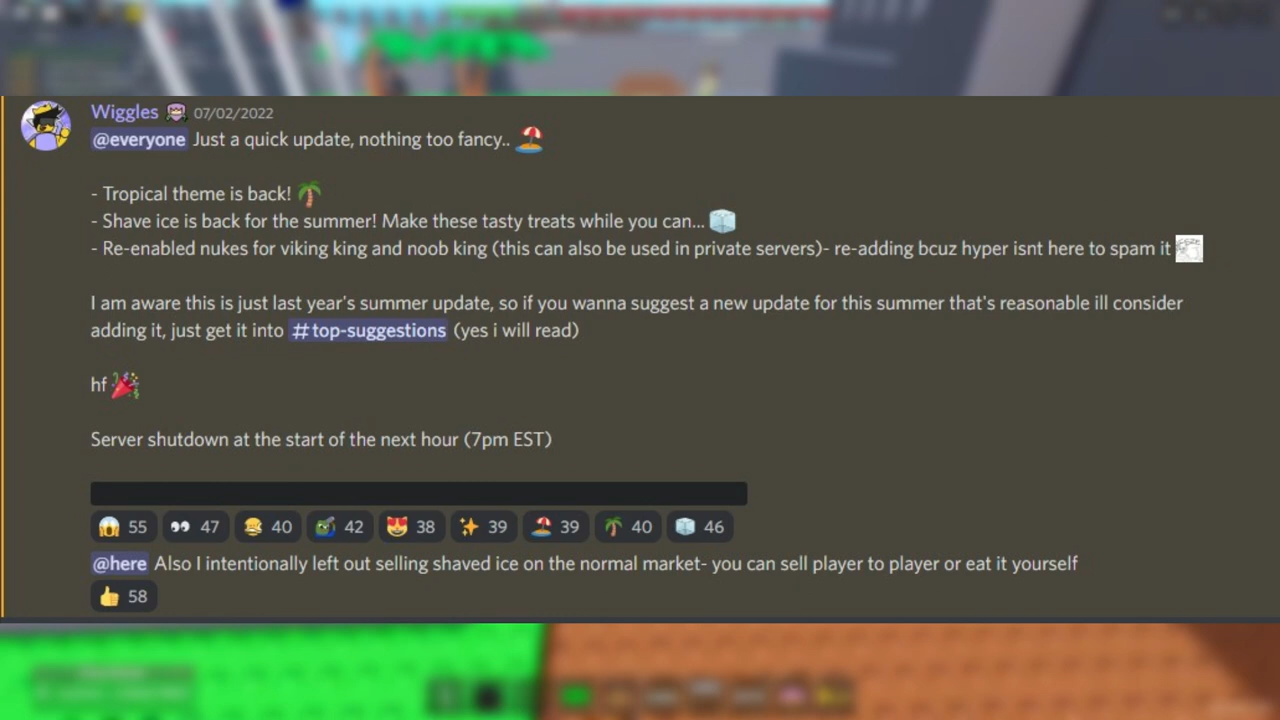 Wiggles 07/02/2022
@everyone Just a quick update, nothing too fancy.. 🏖️
- Tropical theme is back! 🌴
- Shave ice is back for the summer! Make these tasty treats while you can... 🧊
- Re-enabled nukes for viking king and noob king (this can also be used in private servers)- re-adding bcuz hyper isnt here to spam it
I am aware this is just last year's summer update, so if you wanna suggest a new update for this summer that's reasonable ill consider
adding it, just get it into #top-suggestions (yes i will read)
hf 🎉
Server shutdown at the start of the next hour (7pm EST)
😱 55 👀 47 40 42 😻 38 ✨ 39 🏖️ 39 🌴 40 🧊 46
@here Also I intentionally left out selling shaved ice on the normal market- you can sell player to player or eat it yourself
👍 58